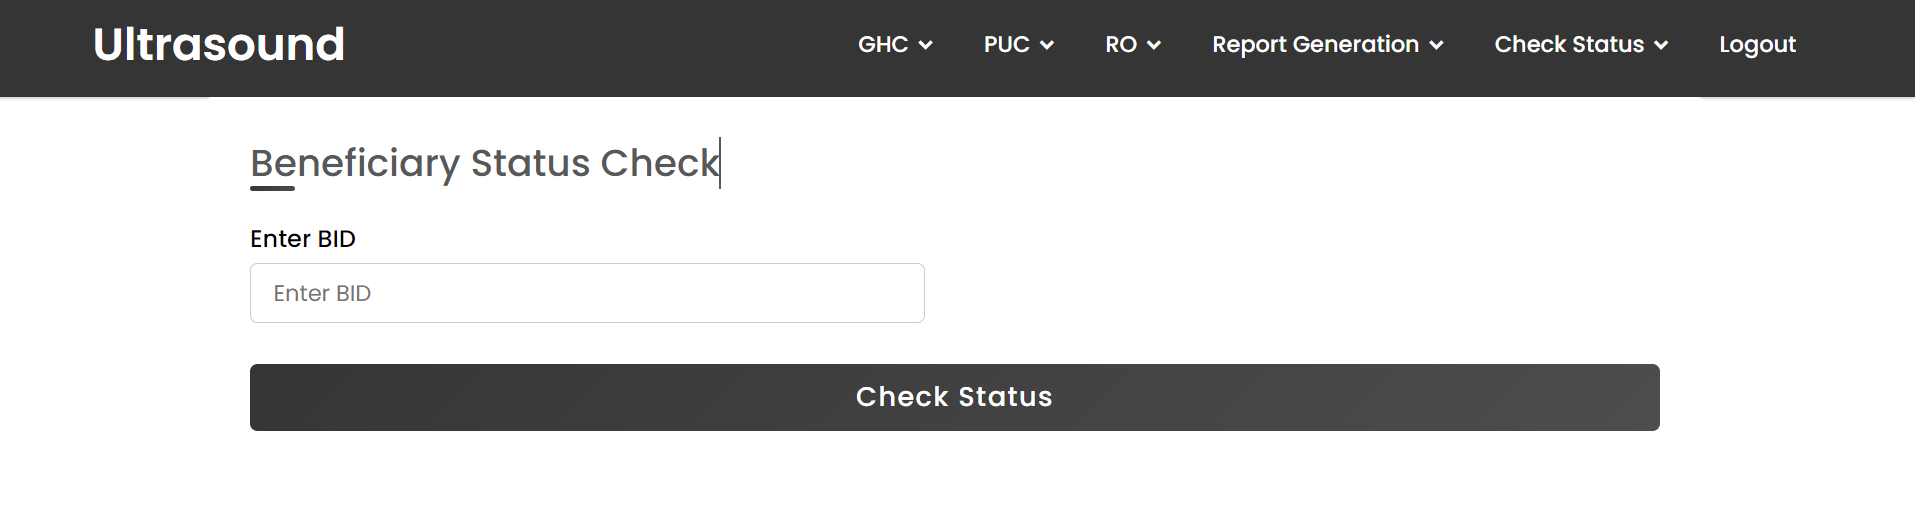 Ultrasound
GHC
PUC
RO
Report Generation
Check Status
Logout
Beneficiary Status Check
Enter BID
Enter BID
Check Status